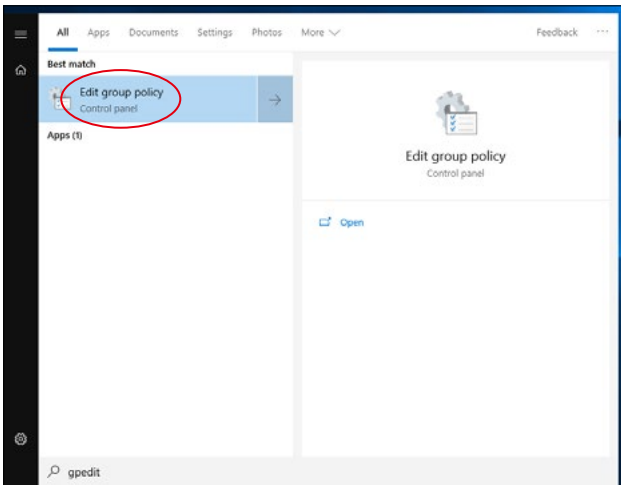 All Apps Documents Settings Photos More Feedback ...
Best match
Edit group policy
Control panel
Apps (1)
Edit group policy
Control panel
Open
gpedit